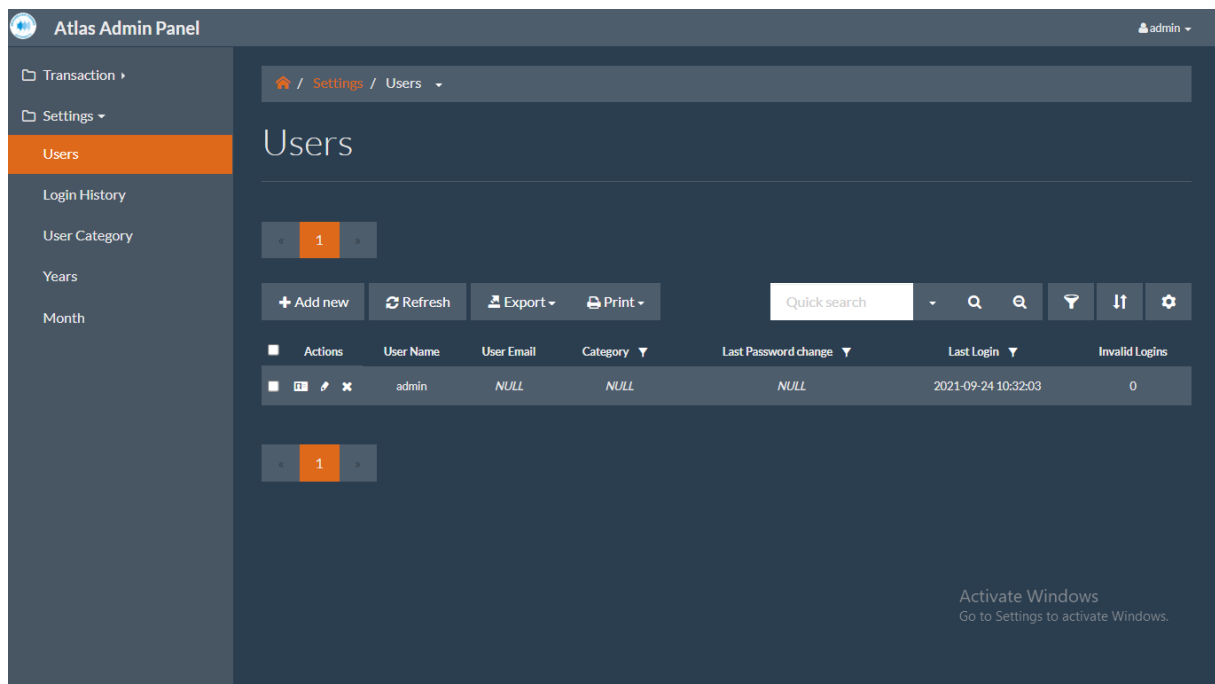 Atlas Admin Panel
admin
Transaction
Settings
Users
Login History
User Category
Years
Month
/ Settings / Users
Users
« 1 »
Add new Refresh Export Print Quick search
Actions User Name User Email Category Last Password change Last Login Invalid Logins
admin NULL NULL NULL 2021-09-24 10:32:03 0
« 1 »
Activate Windows
Go to Settings to activate Windows.